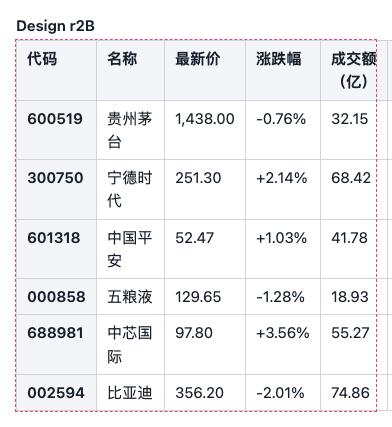 Design r2B
代码 名称 最新价 涨跌幅 成交额
（亿）
600519 贵州茅 1,438.00 -0.76% 32.15
台
300750 宁德时 251.30 +2.14% 68.42
代
601318 中国平 52.47 +1.03% 41.78
安
000858 五粮液 129.65 -1.28% 18.93
688981 中芯国 97.80 +3.56% 55.27
际
002594 比亚迪 356.20 -2.01% 74.86